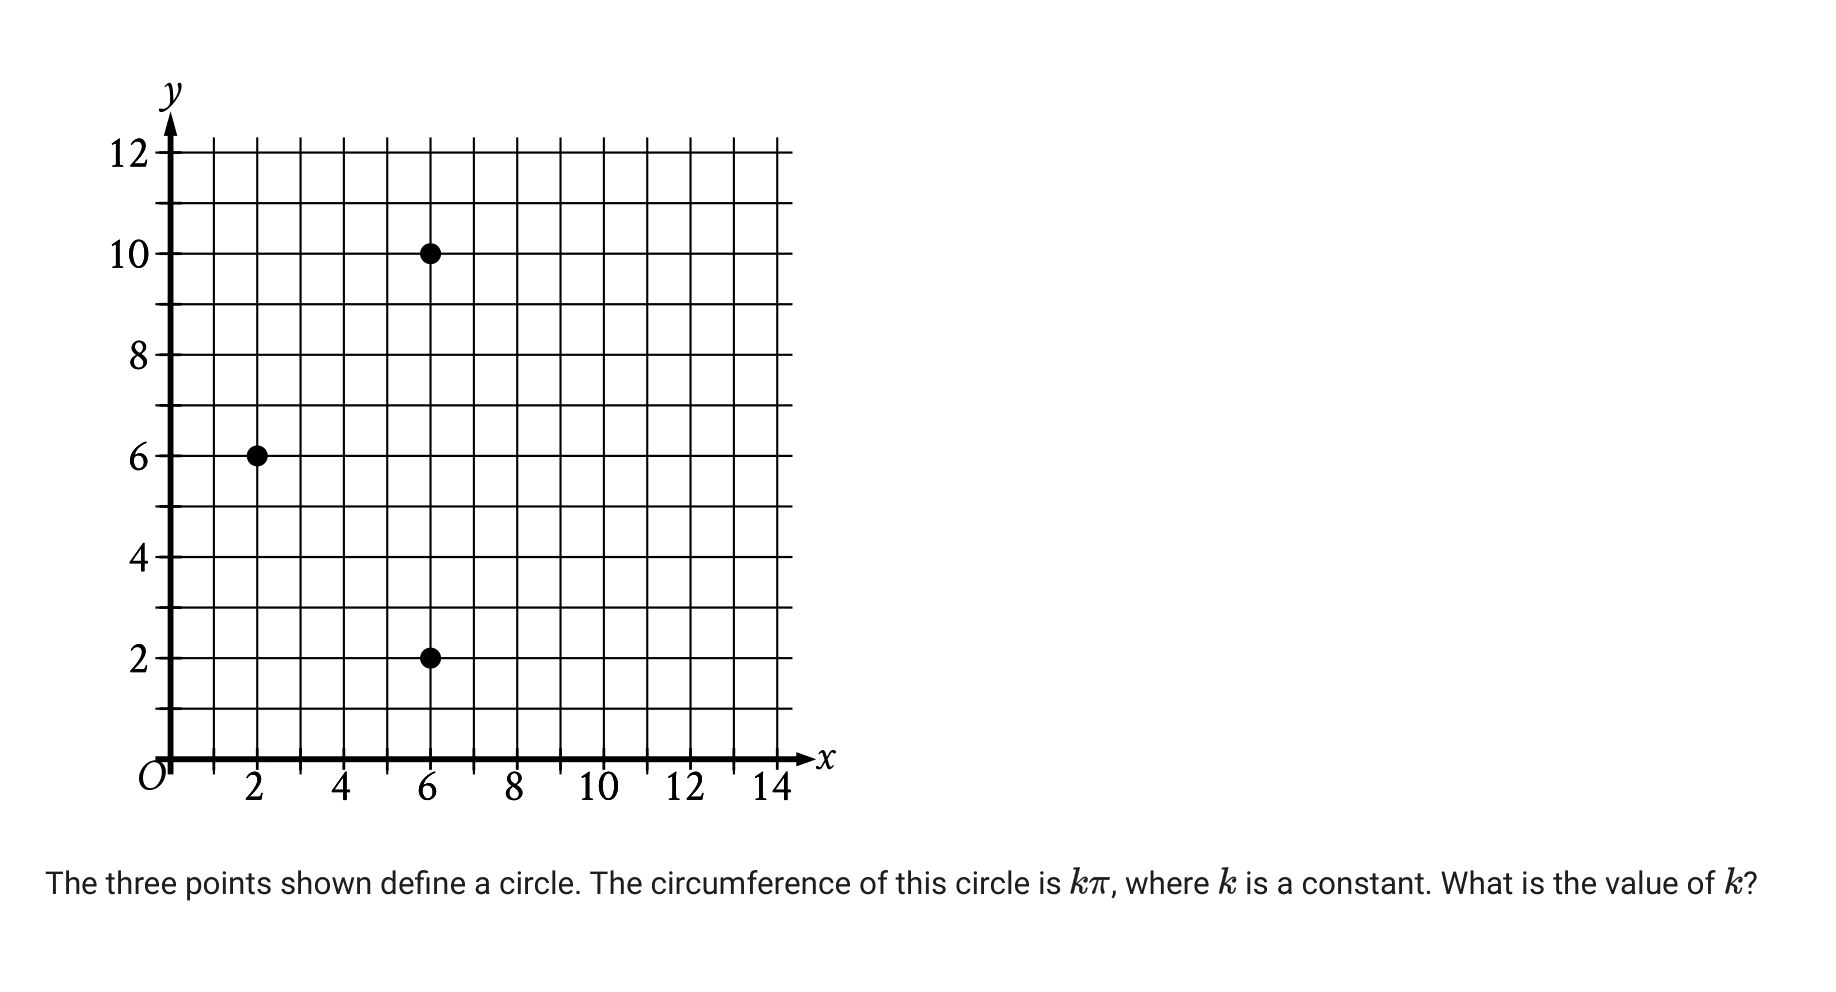 y
12
10
8
6
4
2
O 2 4 6 8 10 12 14 x
The three points shown define a circle. The circumference of this circle is kπ, where k is a constant. What is the value of k?